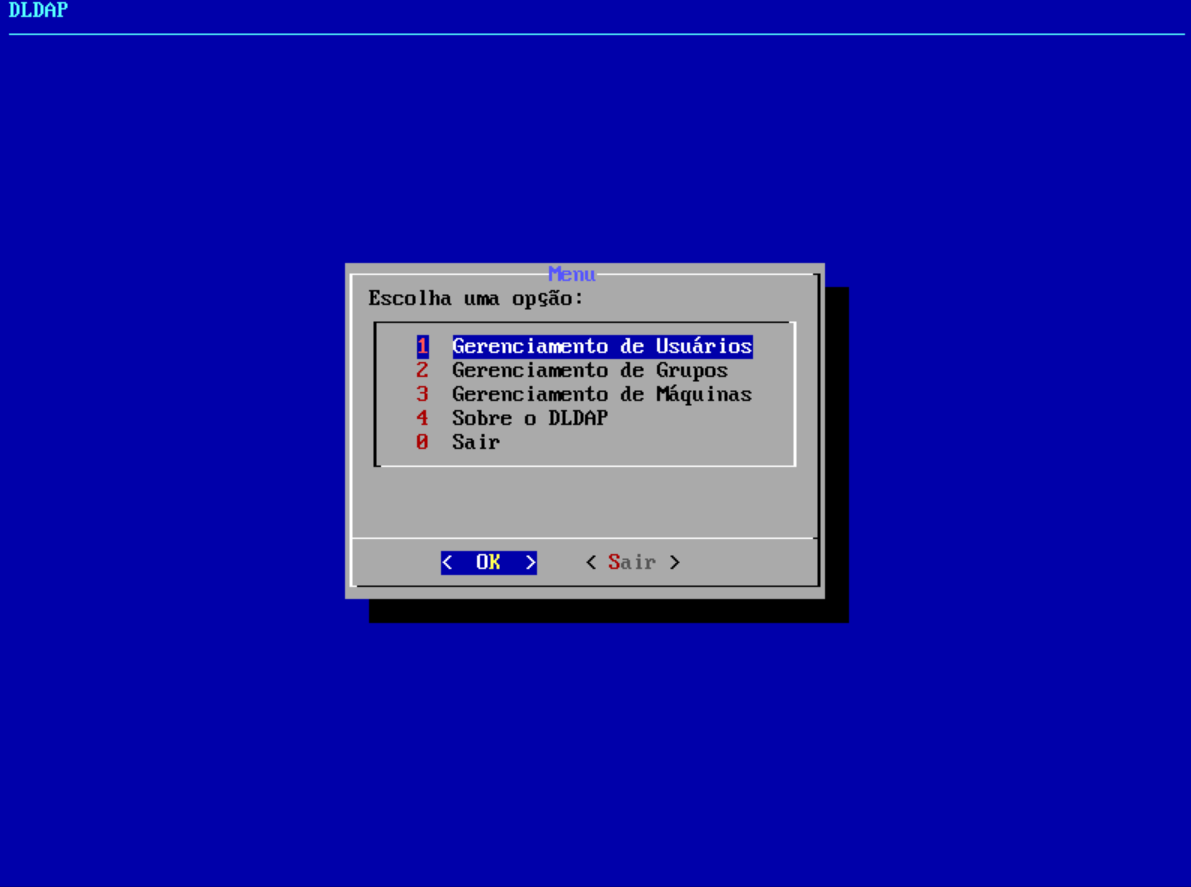 DLDAP
Menu
Escolha uma opção:
1 Gerenciamento de Usuários
2 Gerenciamento de Grupos
3 Gerenciamento de Máquinas
4 Sobre o DLDAP
0 Sair
< OK > < Sair >